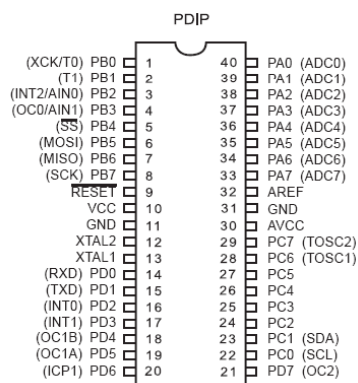 PDIP
(XCK/T0) PB0 1 40 PA0 (ADC0)
(T1) PB1 2 39 PA1 (ADC1)
(INT2/AIN0) PB2 3 38 PA2 (ADC2)
(OC0/AIN1) PB3 4 37 PA3 (ADC3)
(SS) PB4 5 36 PA4 (ADC4)
(MOSI) PB5 6 35 PA5 (ADC5)
(MISO) PB6 7 34 PA6 (ADC6)
(SCK) PB7 8 33 PA7 (ADC7)
RESET 9 32 AREF
VCC 10 31 GND
GND 11 30 AVCC
XTAL2 12 29 PC7 (TOSC2)
XTAL1 13 28 PC6 (TOSC1)
(RXD) PD0 14 27 PC5
(TXD) PD1 15 26 PC4
(INT0) PD2 16 25 PC3
(INT1) PD3 17 24 PC2
(OC1B) PD4 18 23 PC1 (SDA)
(OC1A) PD5 19 22 PC0 (SCL)
(ICP1) PD6 20 21 PD7 (OC2)